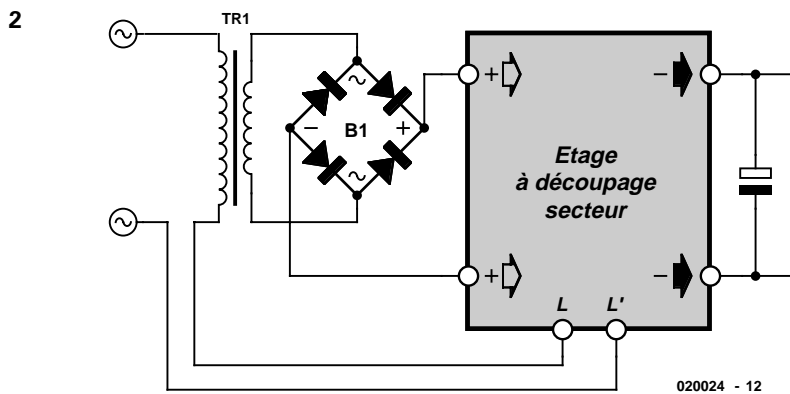 2
TR1
B1
~
−
+
~
+
−
Etage
à découpage
secteur
+
−
L
L'
020024 - 12